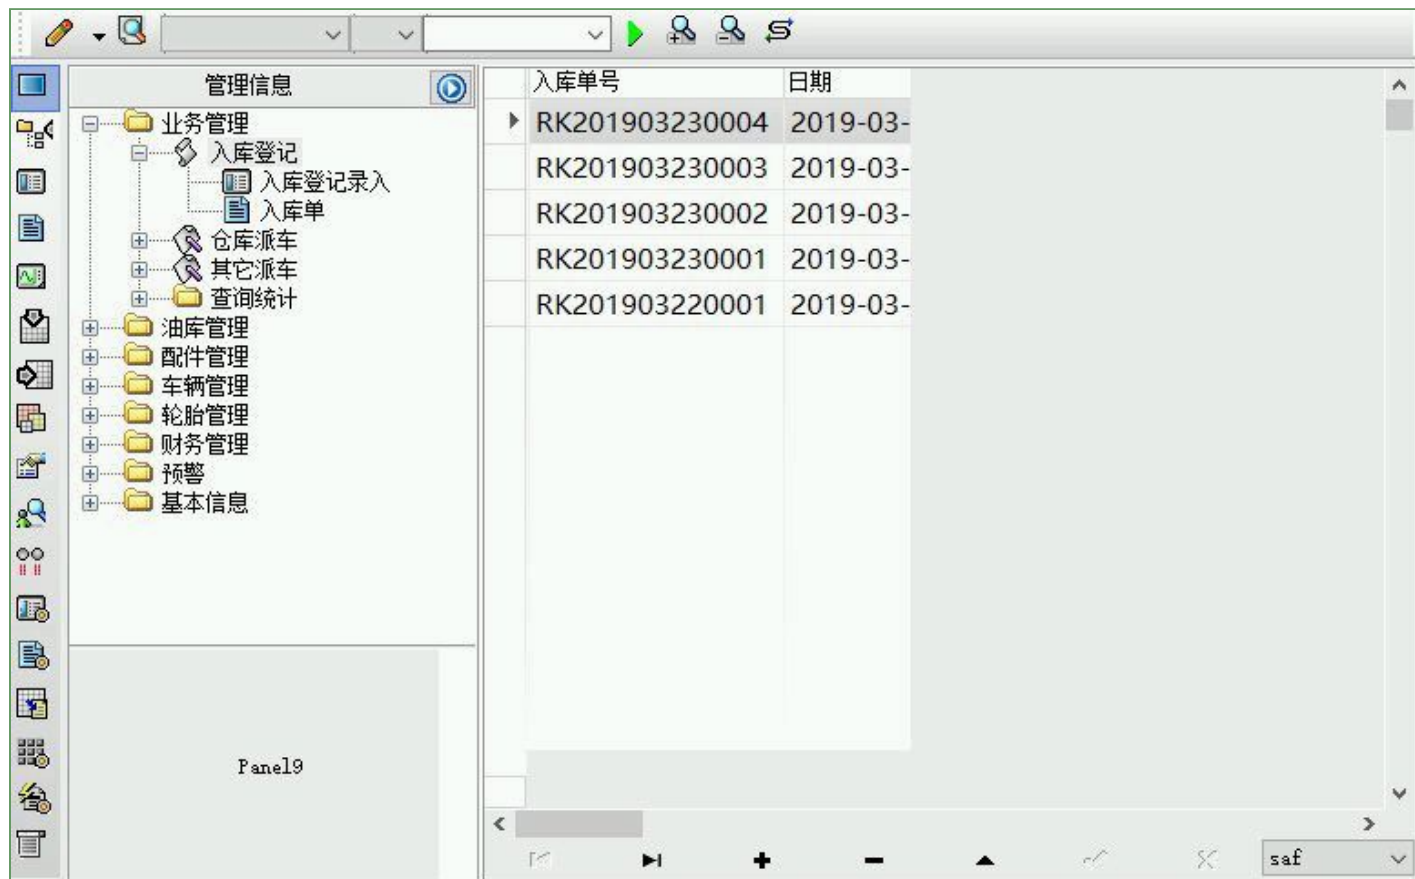 管理信息
业务管理
入库登记
入库登记录入
入库单
仓库派车
其它派车
查询统计
油库管理
配件管理
车辆管理
轮胎管理
财务管理
预警
基本信息
Panel9
入库单号 日期
RK201903230004 2019-03-
RK201903230003 2019-03-
RK201903230002 2019-03-
RK201903230001 2019-03-
RK201903220001 2019-03-
saf